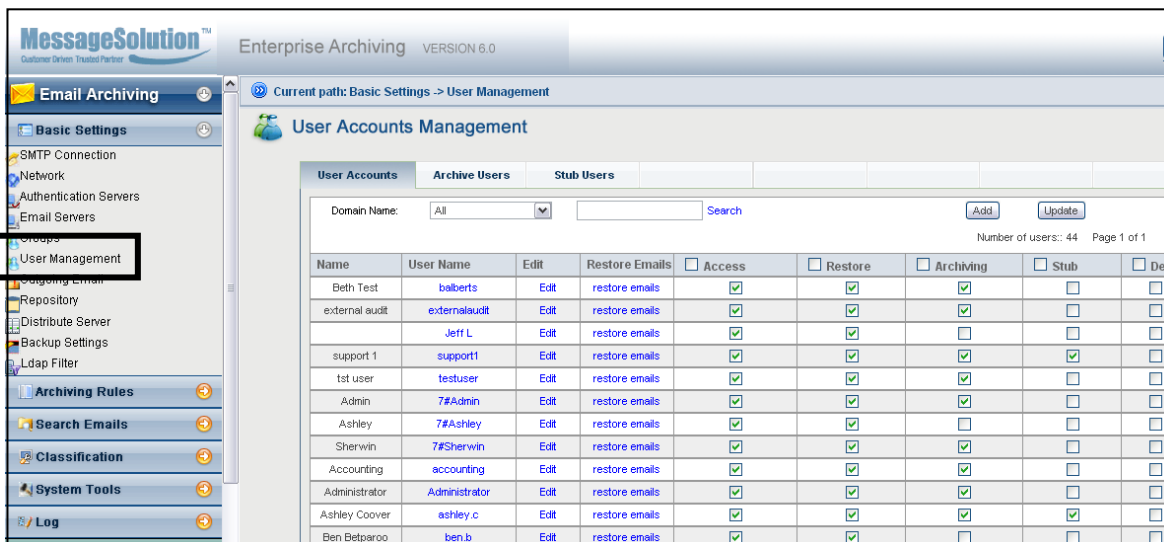 MessageSolution™
Customer Driven Trusted Partner
Enterprise Archiving VERSION 6.0
Email Archiving
Basic Settings
SMTP Connection
Network
Authentication Servers
Email Servers
Groups
User Management
Outgoing Email
Repository
Distribute Server
Backup Settings
Ldap Filter
Archiving Rules
Search Emails
Classification
System Tools
Log
Current path: Basic Settings -> User Management
User Accounts Management
User Accounts Archive Users Stub Users
Domain Name: All Search Add Update
Number of users:: 44 Page 1 of 1
Name User Name Edit Restore Emails Access Restore Archiving Stub De
Beth Test balberts Edit restore emails
external audit externalaudit Edit restore emails
Jeff L Edit restore emails
support 1 support1 Edit restore emails
tst user testuser Edit restore emails
Admin 7#Admin Edit restore emails
Ashley 7#Ashley Edit restore emails
Sherwin 7#Sherwin Edit restore emails
Accounting accounting Edit restore emails
Administrator Administrator Edit restore emails
Ashley Coover ashley.c Edit restore emails
Ben Betparoo ben.b Edit restore emails